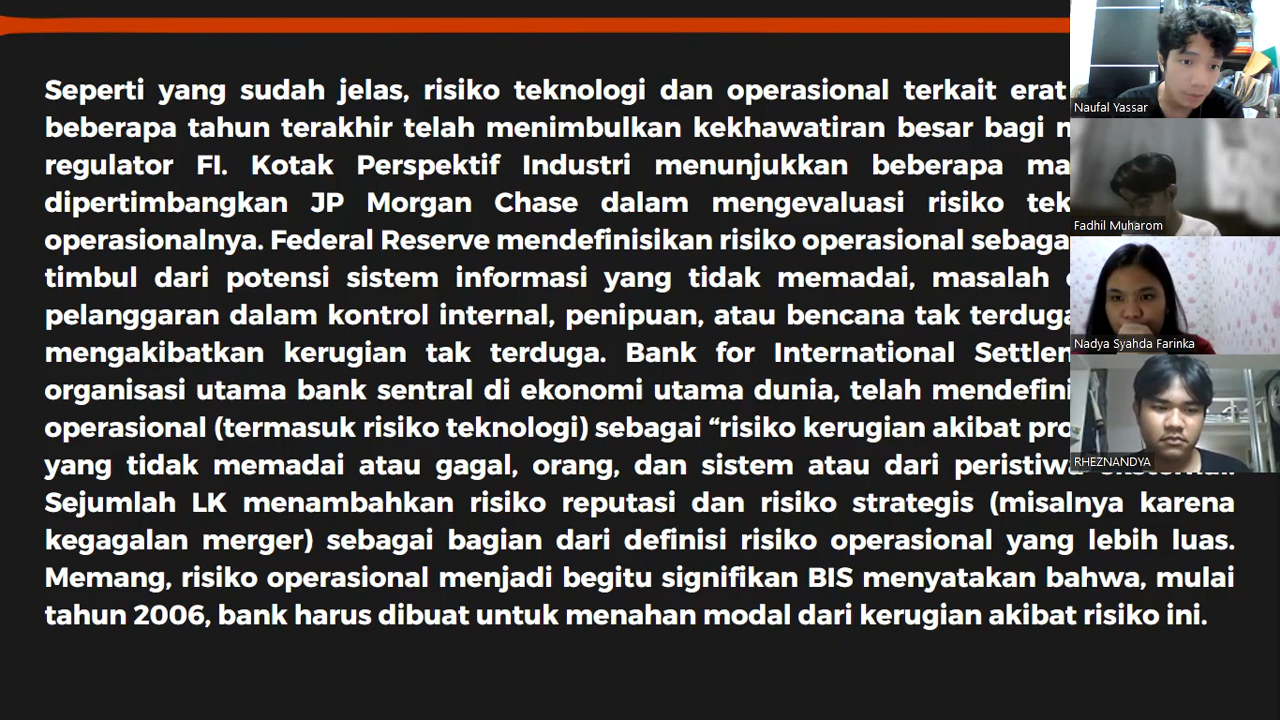 Seperti yang sudah jelas, risiko teknologi dan operasional terkait erat
beberapa tahun terakhir telah menimbulkan kekhawatiran besar bagi
regulator FI. Kotak Perspektif Industri menunjukkan beberapa
dipertimbangkan JP Morgan Chase dalam mengevaluasi risiko
operasionalnya. Federal Reserve mendefinisikan risiko operasional
timbul dari potensi sistem informasi yang tidak memadai, masalah
pelanggaran dalam kontrol internal, penipuan, atau bencana tak
mengakibatkan kerugian tak terduga. Bank for International
organisasi utama bank sentral di ekonomi utama dunia, telah
operasional (termasuk risiko teknologi) sebagai “risiko kerugian akibat
yang tidak memadai atau gagal, orang, dan sistem atau dari
Sejumlah LK menambahkan risiko reputasi dan risiko strategis (misalnya karena
kegagalan merger) sebagai bagian dari definisi risiko operasional yang lebih luas.
Memang, risiko operasional menjadi begitu signifikan BIS menyatakan bahwa, mulai
tahun 2006, bank harus dibuat untuk menahan modal dari kerugian akibat risiko ini.
Naufal Yassar
Fadhil Muharom
Nadya Syahda Farinka
RHEZNANDYA